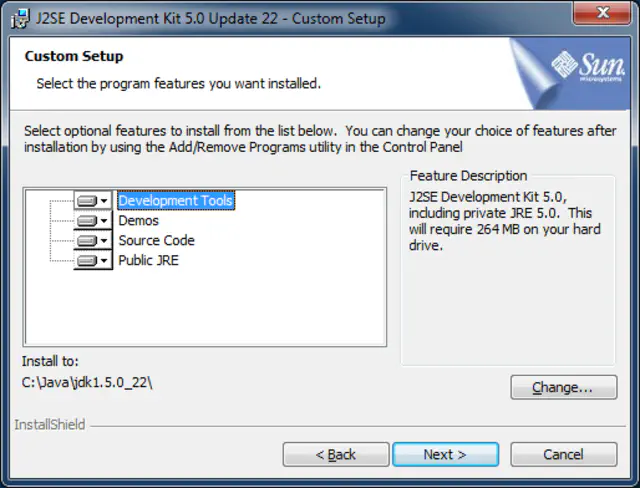 J2SE Development Kit 5.0 Update 22 - Custom Setup
Custom Setup
Select the program features you want installed.
Sun
microsystems
Select optional features to install from the list below.  You can change your choice of features after
installation by using the Add/Remove Programs utility in the Control Panel
Development Tools
Demos
Source Code
Public JRE
Feature Description
J2SE Development Kit 5.0,
including private JRE 5.0.  This
will require 264 MB on your hard
drive.
Install to:
C:\Java\jdk1.5.0_22\
Change...
InstallShield
< Back
Next >
Cancel